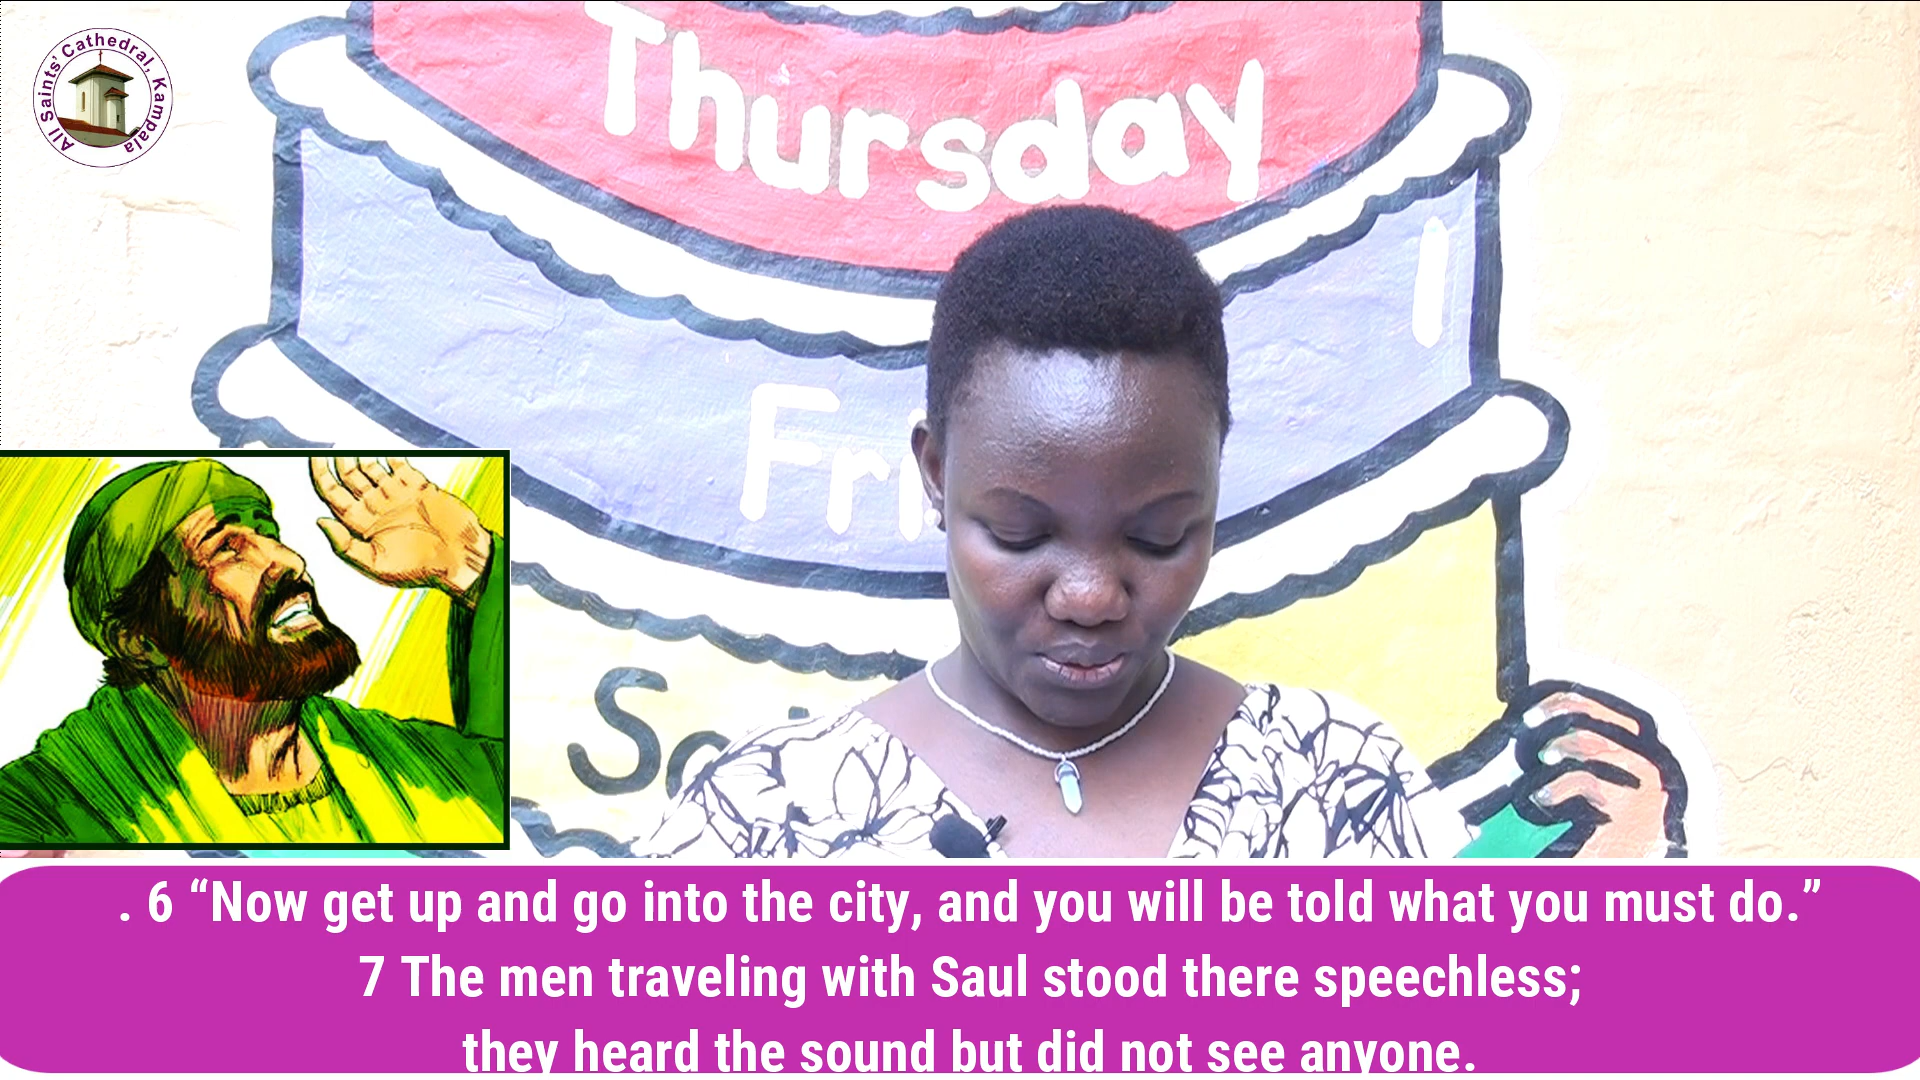 All Saints' Cathedral, Kampala
Thursday
Fri
Sa
. 6 “Now get up and go into the city, and you will be told what you must do.”
7 The men traveling with Saul stood there speechless;
they heard the sound but did not see anyone.